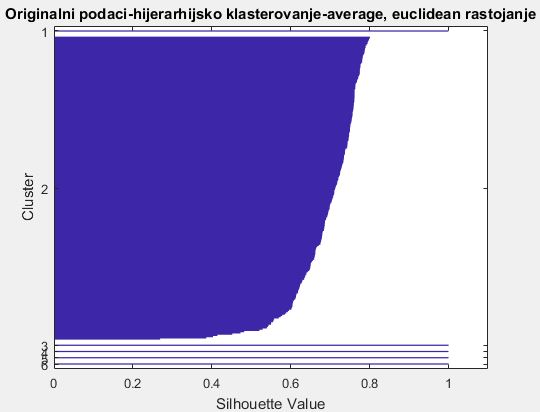 Originalni podaci-hijerarhijsko klasterovanje-average, euclidean rastojanje
1
2
3
4
5
6
Cluster
0 0.2 0.4 0.6 0.8 1
Silhouette Value